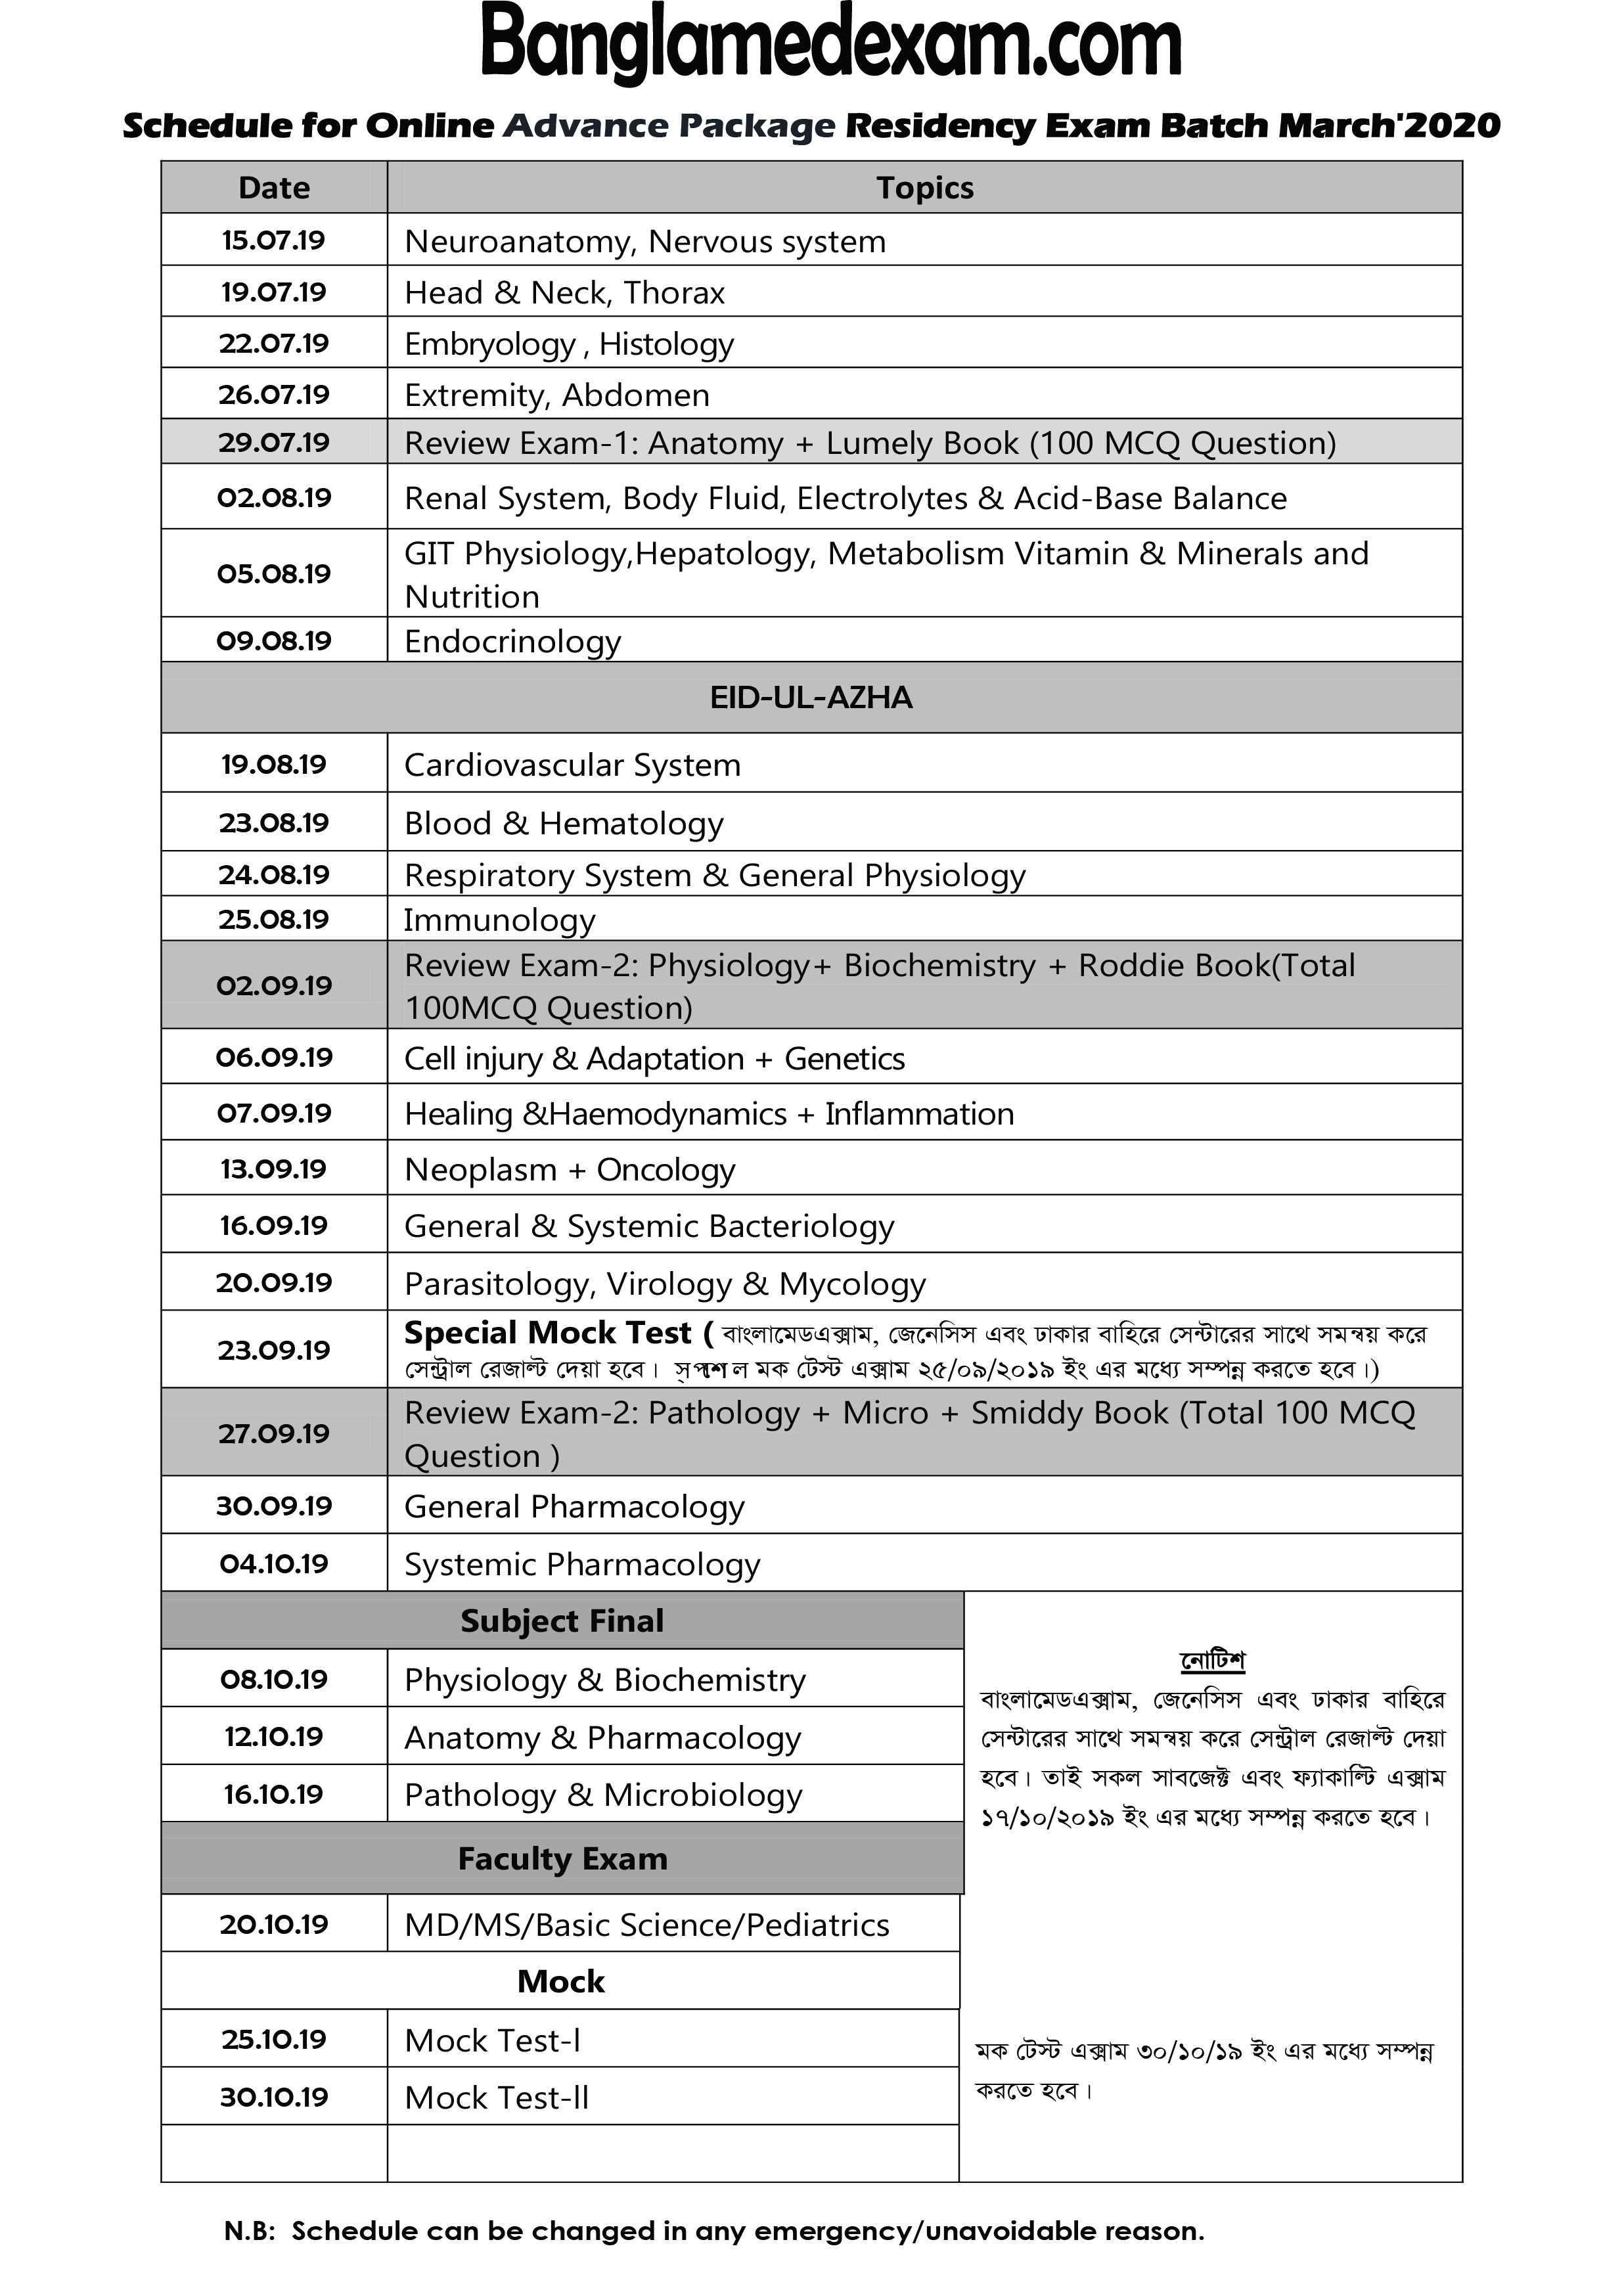 Banglamedexam.com
Schedule for Online Advance Package Residency Exam Batch March'2020
Date Topics
15.07.19 Neuroanatomy, Nervous system
19.07.19 Head & Neck, Thorax
22.07.19 Embryology , Histology
26.07.19 Extremity, Abdomen
29.07.19 Review Exam-1: Anatomy + Lumely Book (100 MCQ Question)
02.08.19 Renal System, Body Fluid, Electrolytes & Acid-Base Balance
05.08.19 GIT Physiology,Hepatology, Metabolism Vitamin & Minerals and
Nutrition
09.08.19 Endocrinology
EID-UL-AZHA
19.08.19 Cardiovascular System
23.08.19 Blood & Hematology
24.08.19 Respiratory System & General Physiology
25.08.19 Immunology
02.09.19 Review Exam-2: Physiology+ Biochemistry + Roddie Book(Total
100MCQ Question)
06.09.19 Cell injury & Adaptation + Genetics
07.09.19 Healing &Haemodynamics + Inflammation
13.09.19 Neoplasm + Oncology
16.09.19 General & Systemic Bacteriology
20.09.19 Parasitology, Virology & Mycology
23.09.19 Special Mock Test ( বাংলামেডএক্সাম, জেনেসিস এবং ঢাকার বাহিরে সেন্টারের সাথে সমন্বয় করে
সেন্ট্রাল রেজাল্ট দেয়া হবে। মক টেস্ট এক্সাম ২৫/০৯/২০১৯ ইং এর মধ্যে সম্পন্ন করতে হবে।)
27.09.19 Review Exam-2: Pathology + Micro + Smiddy Book (Total 100 MCQ
Question )
30.09.19 General Pharmacology
04.10.19 Systemic Pharmacology
Subject Final
08.10.19 Physiology & Biochemistry
12.10.19 Anatomy & Pharmacology
16.10.19 Pathology & Microbiology
Faculty Exam
20.10.19 MD/MS/Basic Science/Pediatrics
Mock
25.10.19 Mock Test-I
30.10.19 Mock Test-II
নোটিশ
বাংলামেডএক্সাম, জেনেসিস এবং ঢাকার বাহিরে
সেন্টারের সাথে সমন্বয় করে সেন্ট্রাল রেজাল্ট দেয়া
হবে। তাই সকল সাবজেক্ট এবং ফ্যাকাল্টি এক্সাম
১৭/১০/২০১৯ ইং এর মধ্যে সম্পন্ন করতে হবে।
মক টেস্ট এক্সাম ৩০/১০/১৯ ইং এর মধ্যে সম্পন্ন
করতে হবে।
N.B: Schedule can be changed in any emergency/unavoidable reason.